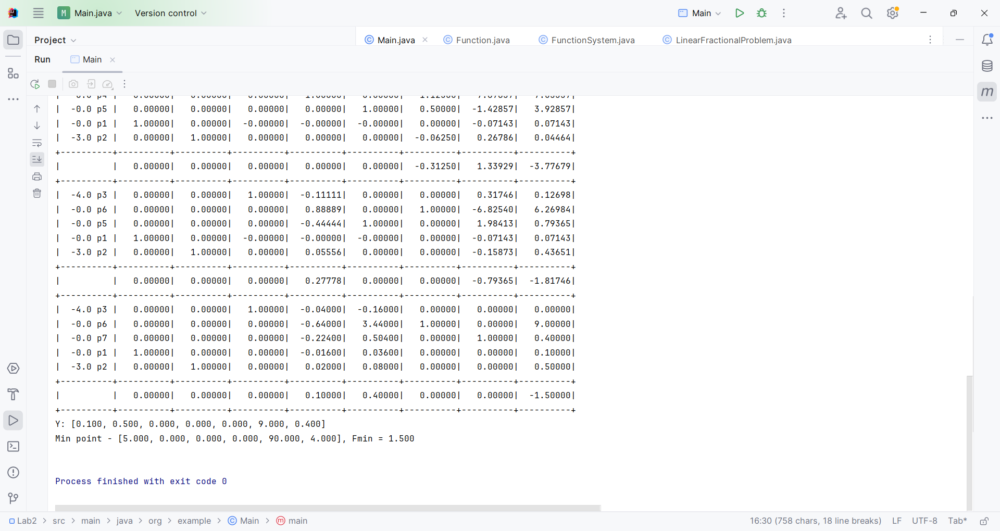 M Main.java Version control Main
Project Main.java Function.java FunctionSystem.java LinearFractionalProblem.java
Run Main
| -0.0 p5 | 0.00000| 0.00000| 0.00000| 0.00000| 1.00000| 0.50000| -1.42857| 3.92857|
| -0.0 p1 | 1.00000| 0.00000| -0.00000| -0.00000| -0.00000| 0.00000| -0.07143| 0.07143|
| -3.0 p2 | 0.00000| 1.00000| 0.00000| 0.00000| 0.00000| -0.06250| 0.26786| 0.04464|
+----------+----------+----------+----------+----------+----------+----------+----------+----------+
| | 0.00000| 0.00000| 0.00000| 0.00000| 0.00000| -0.31250| 1.33929| -3.77679|
+----------+----------+----------+----------+----------+----------+----------+----------+----------+
| -4.0 p3 | 0.00000| 0.00000| 1.00000| -0.11111| 0.00000| 0.00000| 0.31746| 0.12698|
| -0.0 p6 | 0.00000| 0.00000| 0.00000| 0.88889| 0.00000| 1.00000| -6.82540| 6.26984|
| -0.0 p5 | 0.00000| 0.00000| 0.00000| -0.44444| 1.00000| 0.00000| 1.98413| 0.79365|
| -0.0 p1 | 1.00000| 0.00000| -0.00000| -0.00000| -0.00000| 0.00000| -0.07143| 0.07143|
| -3.0 p2 | 0.00000| 1.00000| 0.00000| 0.05556| 0.00000| 0.00000| -0.15873| 0.43651|
+----------+----------+----------+----------+----------+----------+----------+----------+----------+
| | 0.00000| 0.00000| 0.00000| 0.27778| 0.00000| 0.00000| -0.79365| -1.81746|
+----------+----------+----------+----------+----------+----------+----------+----------+----------+
| -4.0 p3 | 0.00000| 0.00000| 1.00000| -0.04000| -0.16000| 0.00000| 0.00000| 0.00000|
| -0.0 p6 | 0.00000| 0.00000| 0.00000| -0.64000| 3.44000| 1.00000| 0.00000| 9.00000|
| -0.0 p7 | 0.00000| 0.00000| 0.00000| -0.22400| 0.50400| 0.00000| 1.00000| 0.40000|
| -0.0 p1 | 1.00000| 0.00000| 0.00000| -0.01600| 0.03600| 0.00000| 0.00000| 0.10000|
| -3.0 p2 | 0.00000| 1.00000| 0.00000| 0.02000| 0.08000| 0.00000| 0.00000| 0.50000|
+----------+----------+----------+----------+----------+----------+----------+----------+----------+
| | 0.00000| 0.00000| 0.00000| 0.10000| 0.40000| 0.00000| 0.00000| -1.50000|
+----------+----------+----------+----------+----------+----------+----------+----------+----------+
Y: [0.100, 0.500, 0.000, 0.000, 0.000, 9.000, 0.400]
Min point - [5.000, 0.000, 0.000, 0.000, 90.000, 4.000], Fmin = 1.500
Process finished with exit code 0
Lab2 > src > main > java > org > example > Main > main 16:30 (758 chars, 18 line breaks) LF UTF-8 Tab*